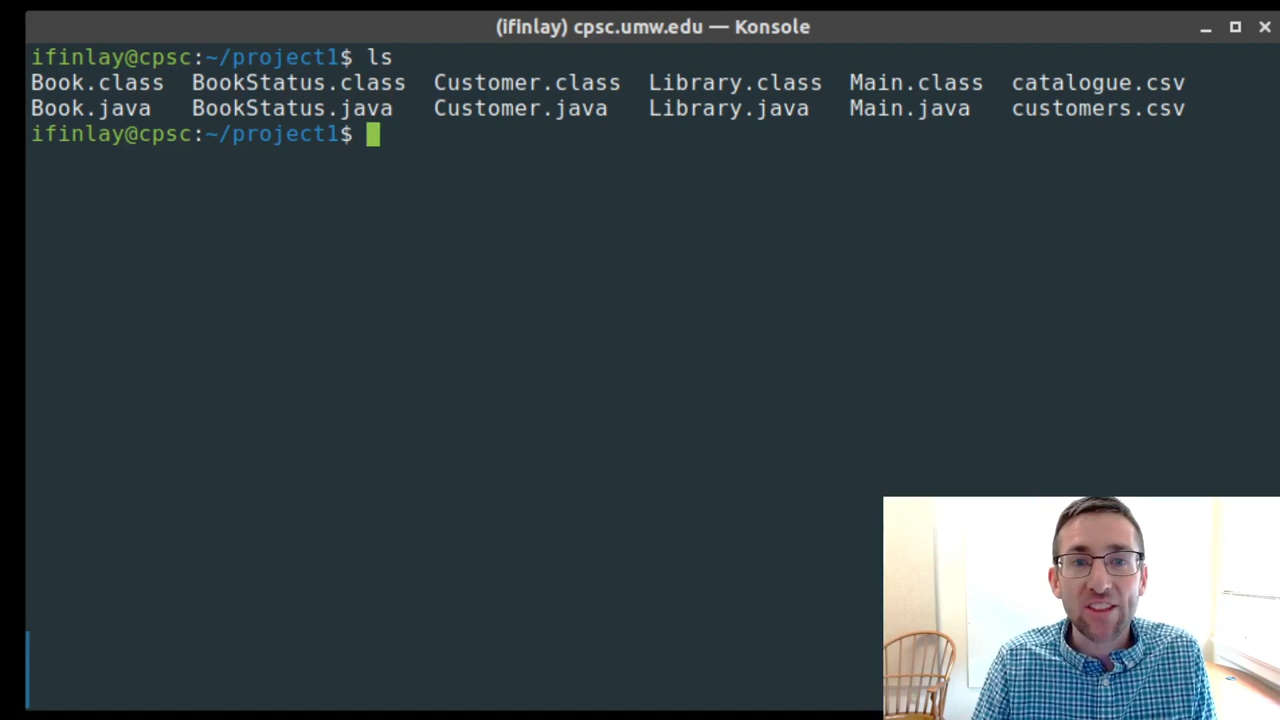 (ifinlay) cpsc.umw.edu — Konsole
ifinlay@cpsc:~/project1$ ls
Book.class  BookStatus.class  Customer.class  Library.class  Main.class  catalogue.csv
Book.java  BookStatus.java  Customer.java  Library.java  Main.java  customers.csv
ifinlay@cpsc:~/project1$